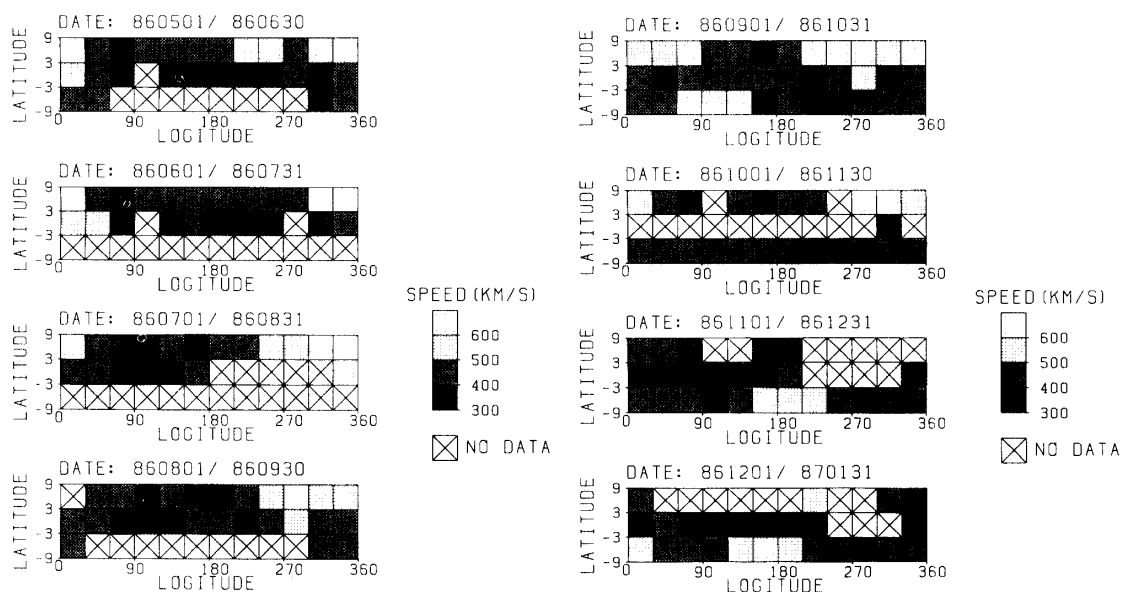 DATE: 860501/ 860630
LATITUDE
9
3
-3
-9
0 90 180 270 360
LOGITUDE
DATE: 860601/ 860731
LATITUDE
9
3
-3
-9
0 90 180 270 360
LOGITUDE
DATE: 860701/ 860831
LATITUDE
9
3
-3
-9
0 90 180 270 360
LOGITUDE
DATE: 860801/ 860930
LATITUDE
9
3
-3
-9
0 90 180 270 360
LOGITUDE
SPEED (KM/S)
600
500
400
300
NO DATA
DATE: 860901/ 861031
LATITUDE
9
3
-3
-9
0 90 180 270 360
LOGITUDE
DATE: 861001/ 861130
LATITUDE
9
3
-3
-9
0 90 180 270 360
LOGITUDE
DATE: 861101/ 861231
LATITUDE
9
3
-3
-9
0 90 180 270 360
LOGITUDE
DATE: 861201/ 870131
LATITUDE
9
3
-3
-9
0 90 180 270 360
LOGITUDE
SPEED (KM/S)
600
500
400
300
NO DATA